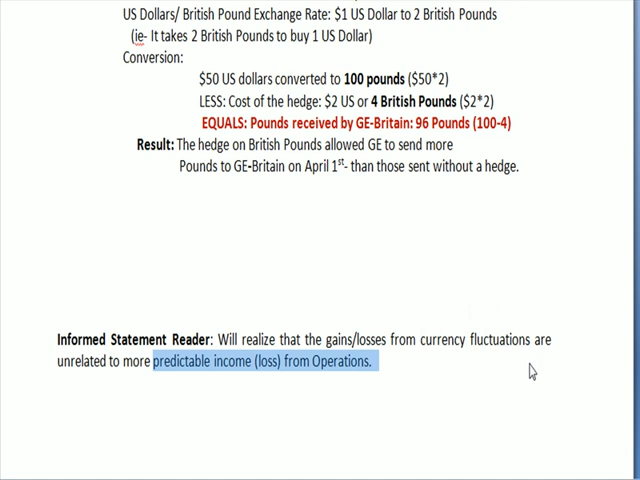 US Dollars/ British Pound Exchange Rate: $1 US Dollar to 2 British Pounds
(ie- It takes 2 British Pounds to buy 1 US Dollar)
Conversion:
$50 US dollars converted to 100 pounds ($50*2)
LESS: Cost of the hedge: $2 US or 4 British Pounds ($2*2)
EQUALS: Pounds received by GE-Britain: 96 Pounds (100-4)
Result: The hedge on British Pounds allowed GE to send more
Pounds to GE-Britain on April 1st- than those sent without a hedge.
Informed Statement Reader: Will realize that the gains/losses from currency fluctuations are
unrelated to more predictable income (loss) from Operations.